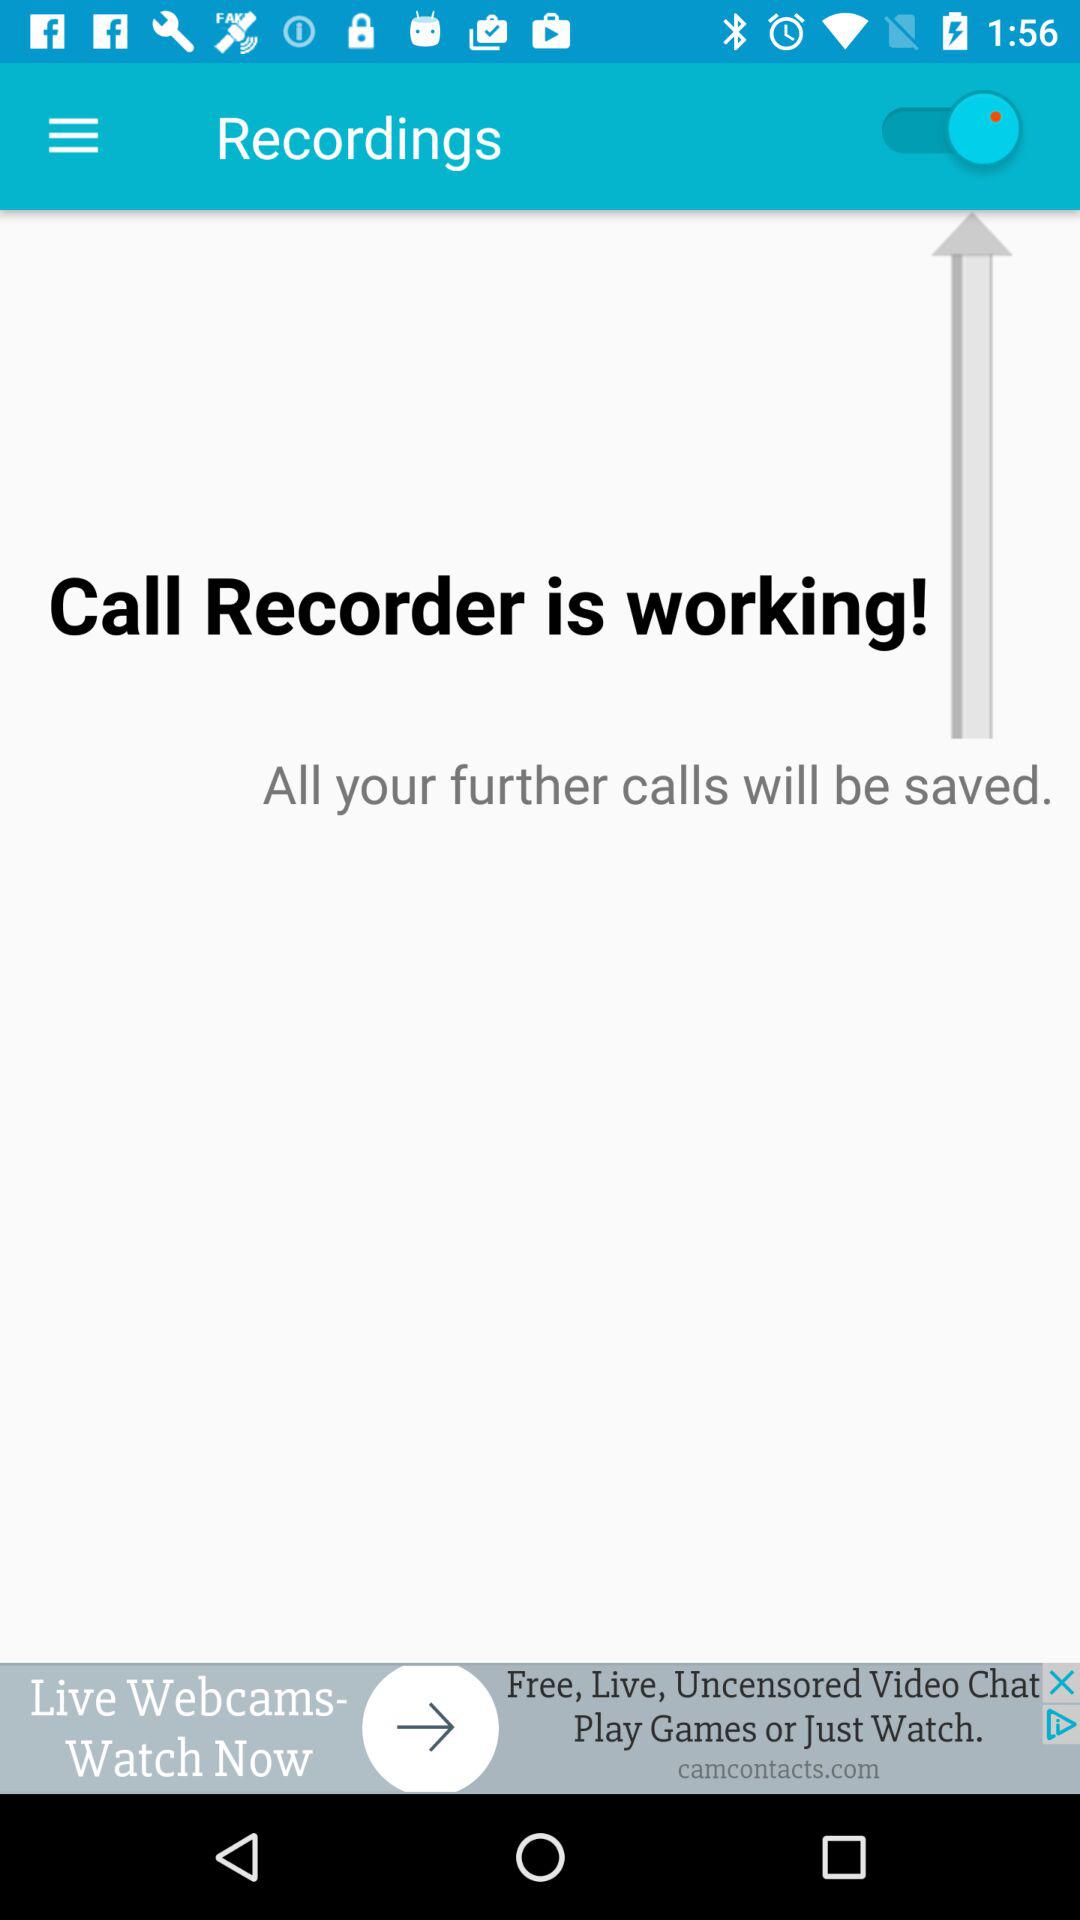 FAKE
1:56
Recordings
Call Recorder is working!
All your further calls will be saved.
Live Webcams-
Watch Now
Free, Live, Uncensored Video Chat
Play Games or Just Watch.
camcontacts.com